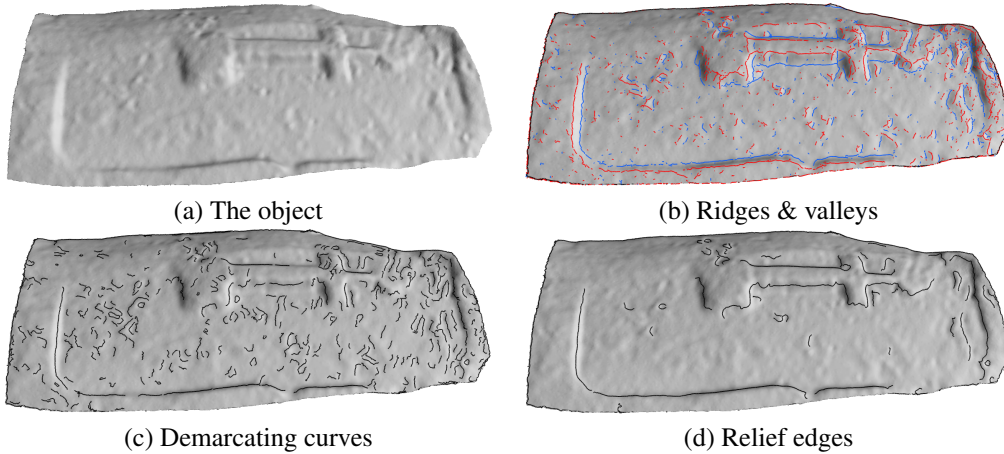 (a) The object
(b) Ridges & valleys
(c) Demarcating curves
(d) Relief edges